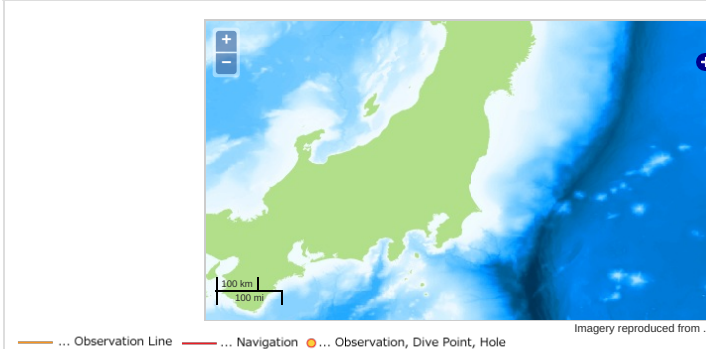 +
−
100 km
100 mi
Imagery reproduced from .
... Observation Line ... Navigation ... Observation, Dive Point, Hole